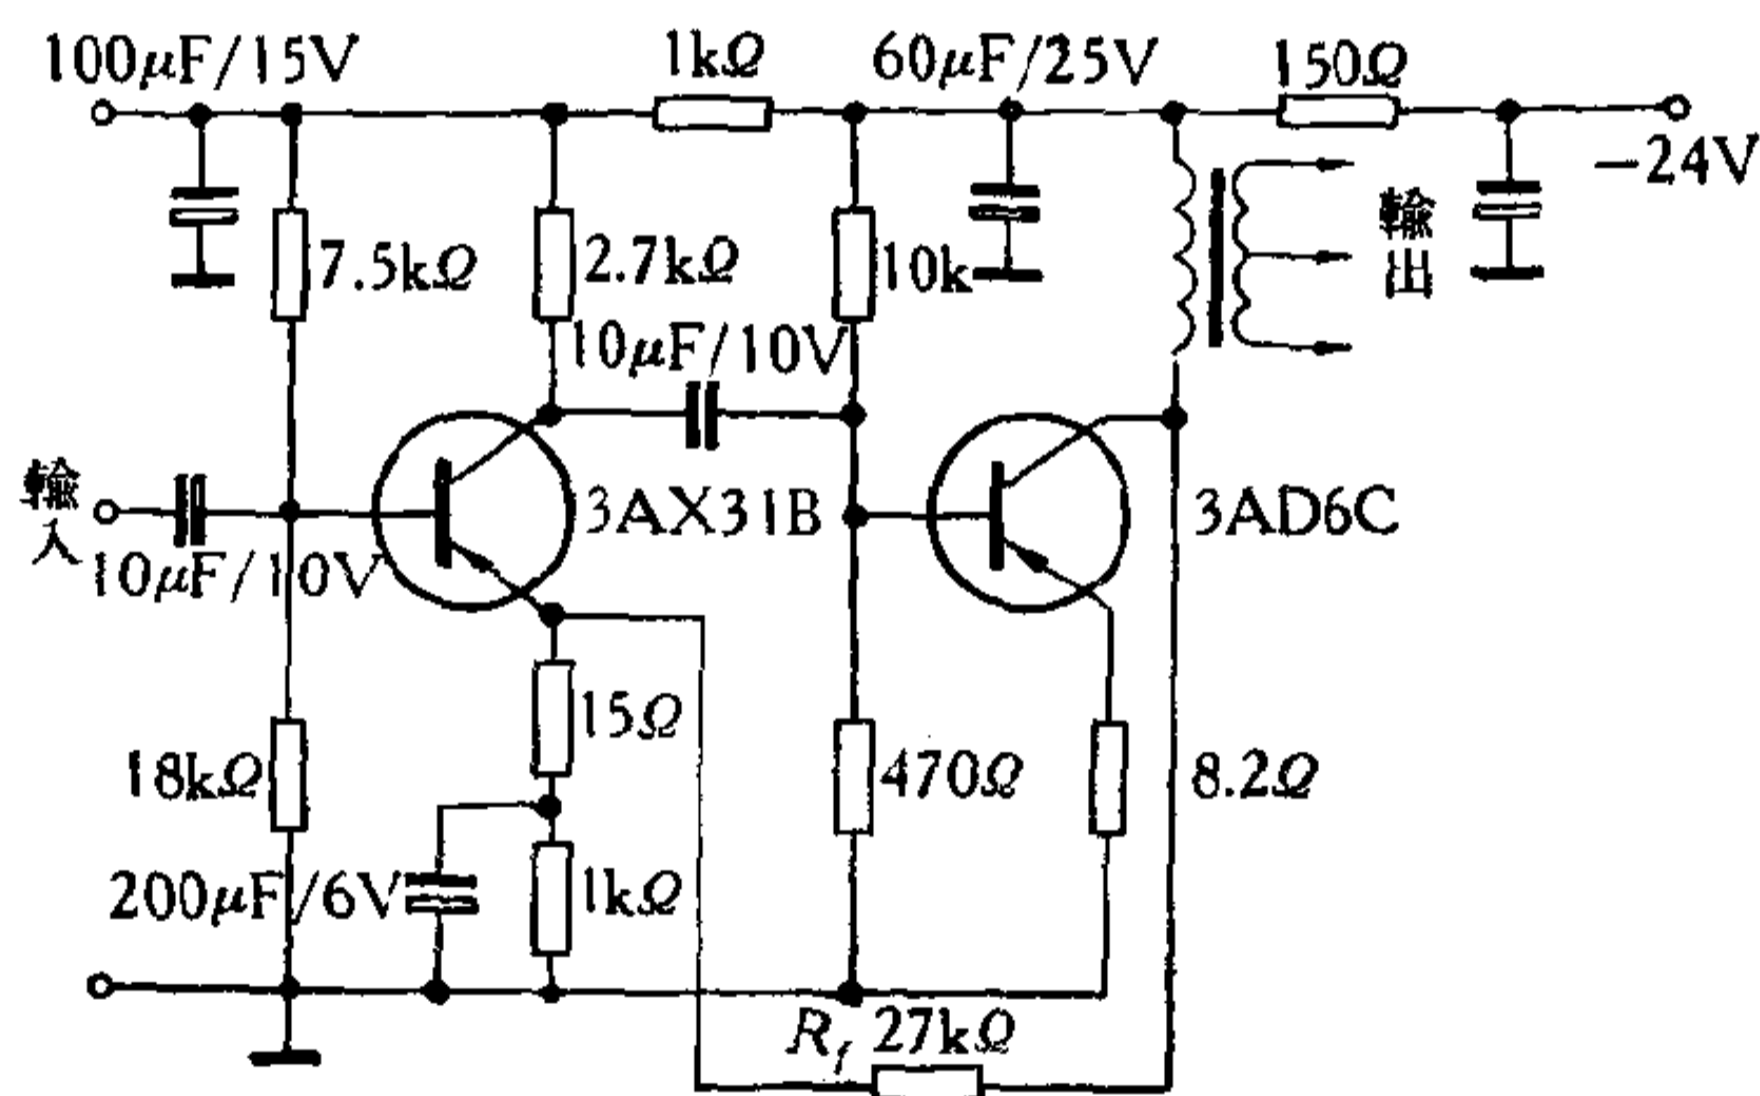 100μF/15V
1kΩ
60μF/25V
150Ω
-24V
輸出
7.5kΩ
2.7kΩ
10k
10μF/10V
輸入
10μF/10V
3AX31B
3AD6C
15Ω
18kΩ
470Ω
8.2Ω
200μF/6V
1kΩ
Rf 27kΩ